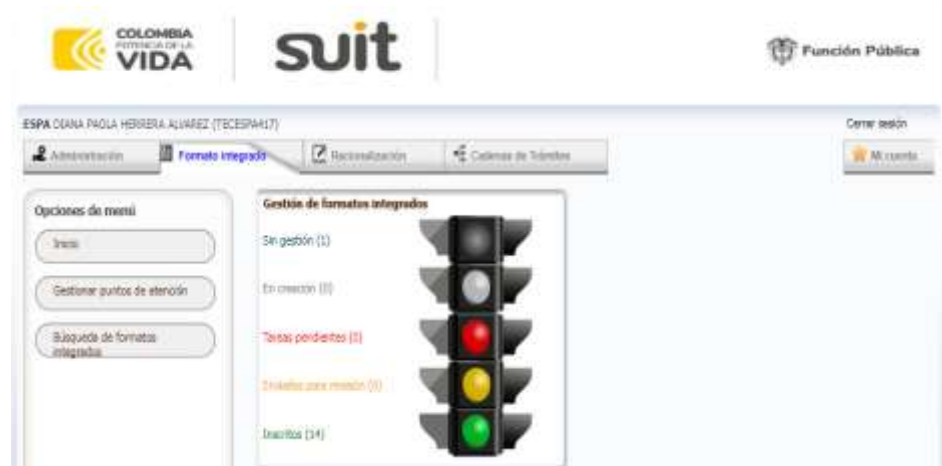 COLOMBIA
POTENCIA DE LA
VIDA
suit
Función Pública
ESPA DIANA PAOLA HERRERA ALVAREZ (TECESPA417)
Cerrar sesión
Administración
Formato integrado
Racionalización
Cadenas de Trámites
Mi cuenta
Opciones de menú
Inicio
Gestionar puntos de atención
Búsqueda de formatos
integrados
Gestión de formatos integrados
Sin gestión (1)
En creación (0)
Tareas pendientes (0)
Enviados para revisión (0)
Inscritos (14)